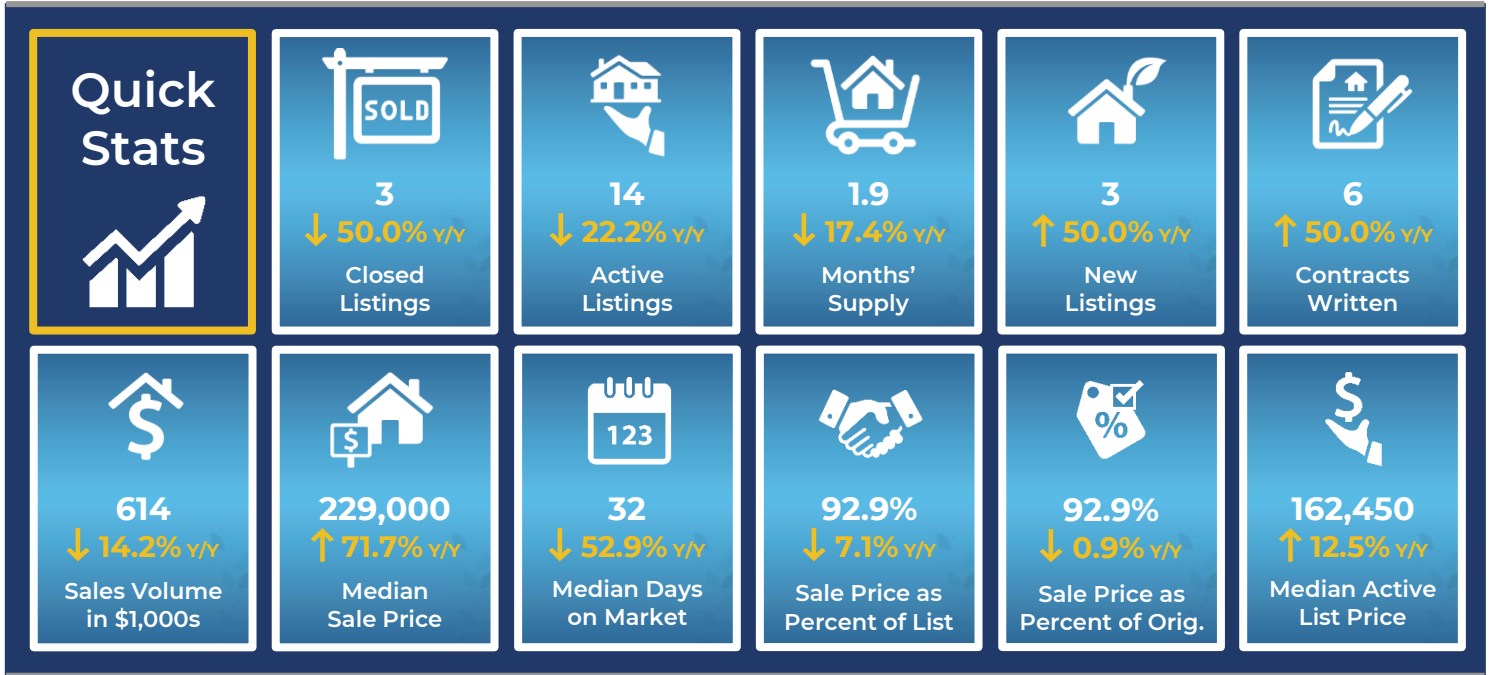 Quick
Stats
SOLD
3
↓ 50.0% Y/Y
Closed
Listings
14
↓ 22.2% Y/Y
Active
Listings
1.9
↓ 17.4% Y/Y
Months’
Supply
3
↑ 50.0% Y/Y
New
Listings
6
↑ 50.0% Y/Y
Contracts
Written
$
614
↓ 14.2% Y/Y
Sales Volume
in $1,000s
$
229,000
↑ 71.7% Y/Y
Median
Sale Price
123
32
↓ 52.9% Y/Y
Median Days
on Market
92.9%
↓ 7.1% Y/Y
Sale Price as
Percent of List
%
92.9%
↓ 0.9% Y/Y
Sale Price as
Percent of Orig.
$
162,450
↑ 12.5% Y/Y
Median Active
List Price